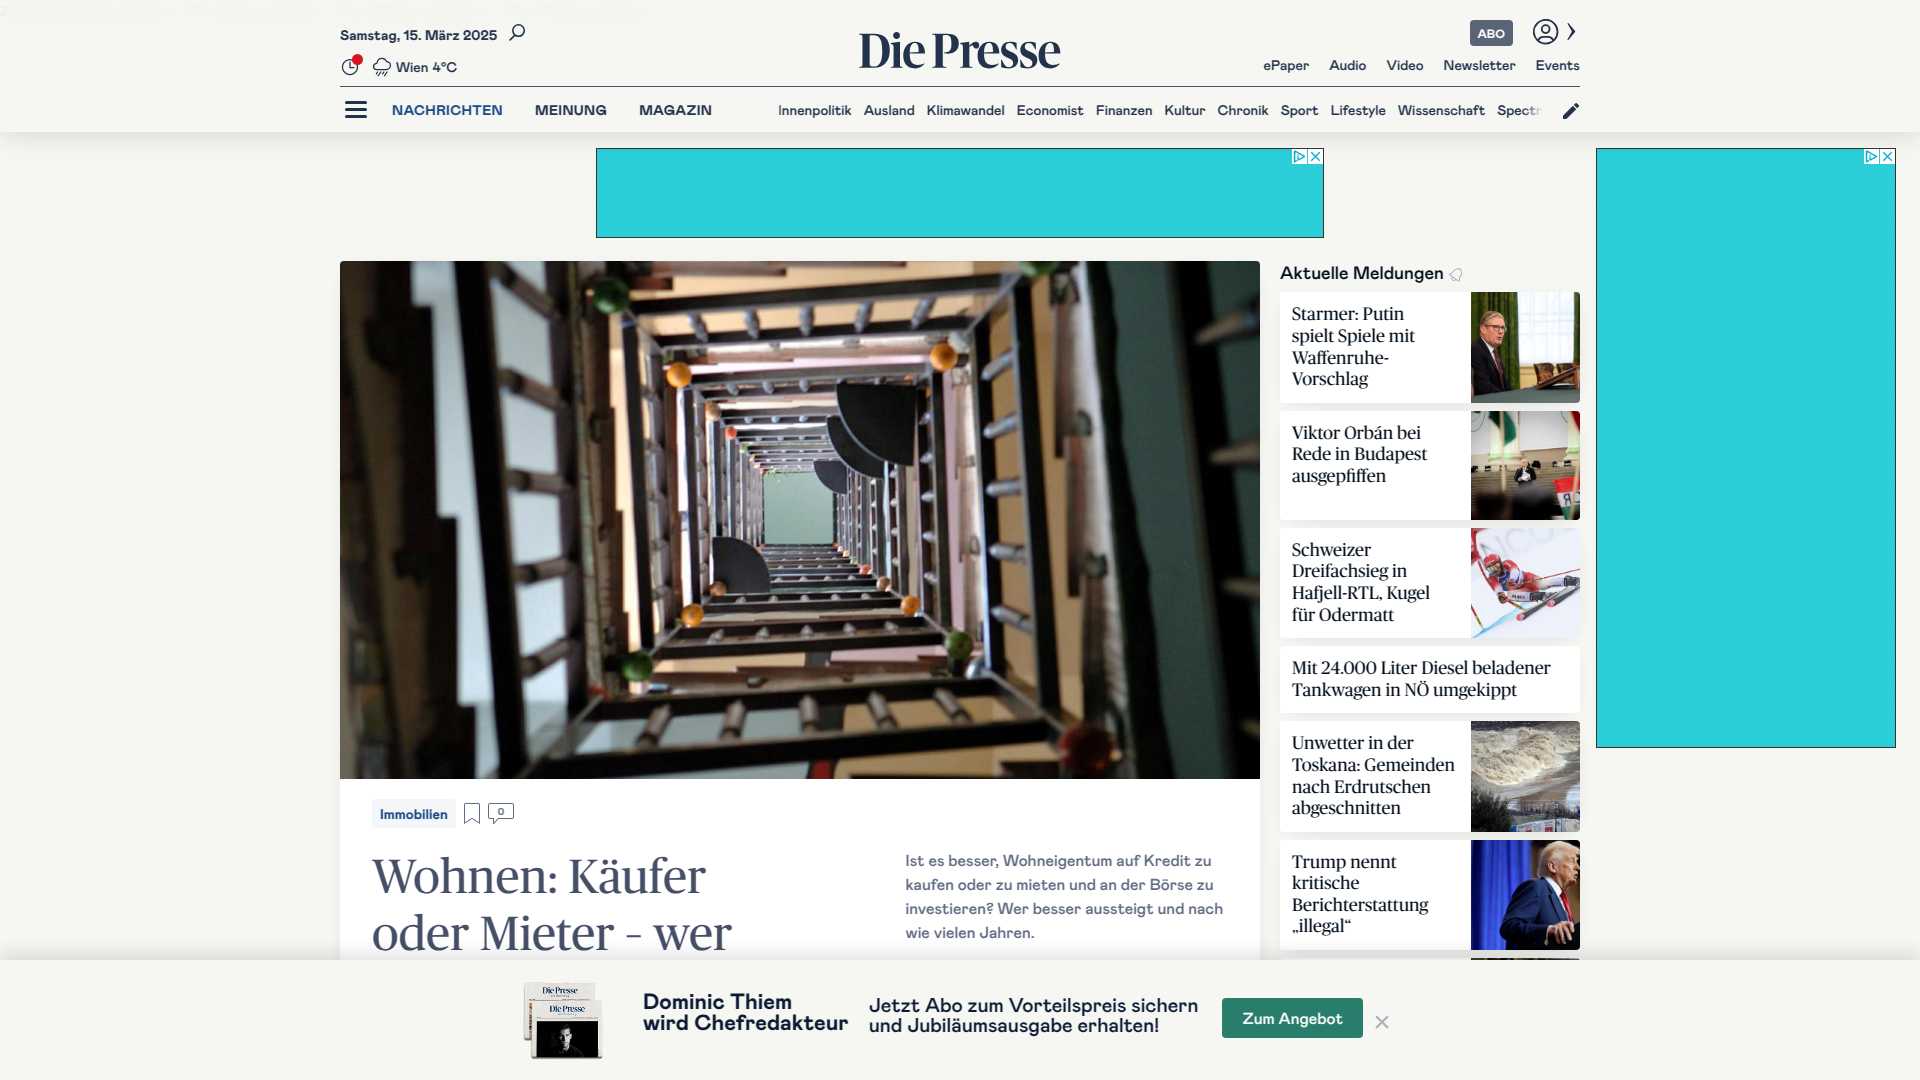 Samstag, 15. März 2025
Wien 4°C
Die Presse
ABO
ePaper Audio Video Newsletter Events
NACHRICHTEN MEINUNG MAGAZIN
Innenpolitik Ausland Klimawandel Economist Finanzen Kultur Chronik Sport Lifestyle Wissenschaft Spectr
Aktuelle Meldungen
Starmer: Putin
spielt Spiele mit
Waffenruhe-
Vorschlag
Viktor Orbán bei
Rede in Budapest
ausgepfiffen
Schweizer
Dreifachsieg in
Hafjell-RTL, Kugel
für Odermatt
Mit 24.000 Liter Diesel beladener
Tankwagen in NÖ umgekippt
Unwetter in der
Toskana: Gemeinden
nach Erdrutschen
abgeschnitten
Trump nennt
kritische
Berichterstattung
„illegal“
Immobilien
0
Wohnen: Käufer
oder Mieter – wer
Ist es besser, Wohneigentum auf Kredit zu
kaufen oder zu mieten und an der Börse zu
investieren? Wer besser aussteigt und nach
wie vielen Jahren.
Die Presse
Die Presse
Dominic Thiem
wird Chefredakteur
Jetzt Abo zum Vorteilspreis sichern
und Jubiläumsausgabe erhalten!
Zum Angebot